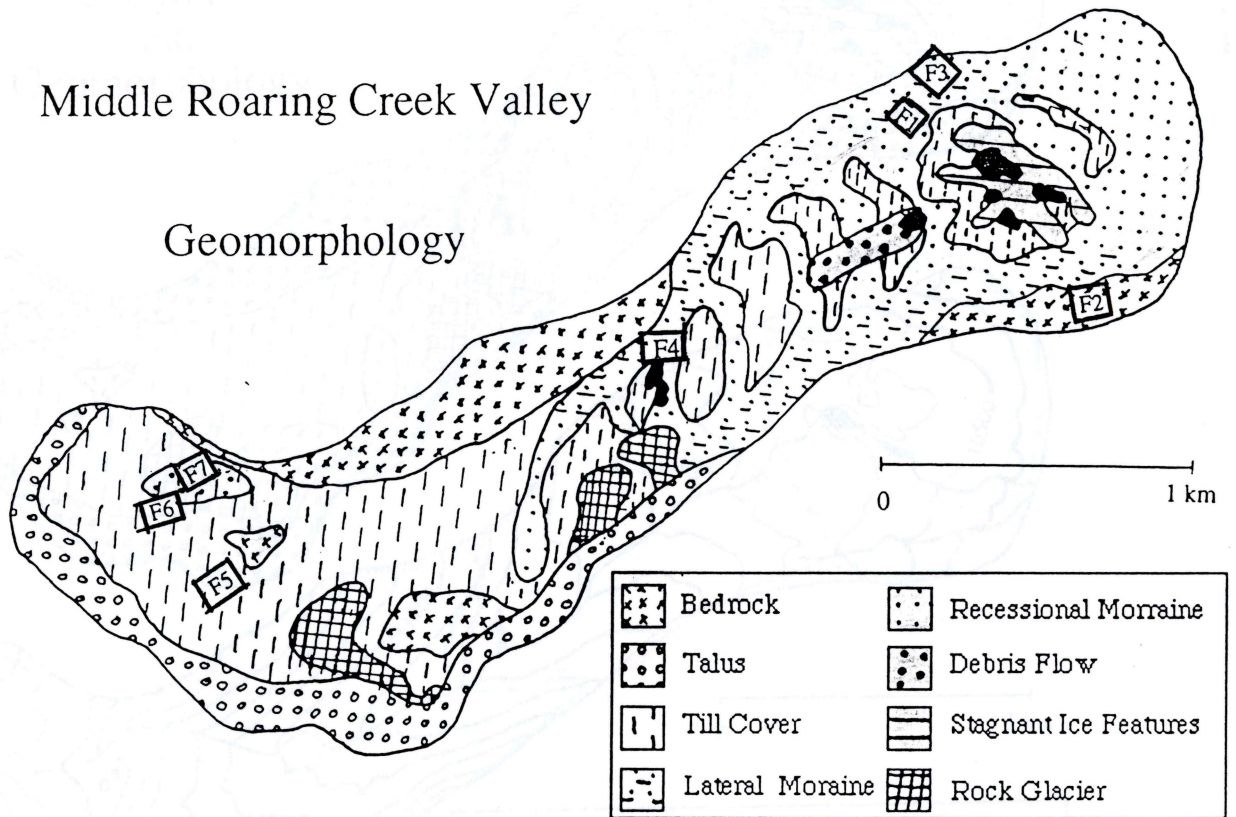 Middle Roaring Creek Valley
Geomorphology
F3
F1
F2
F4
F7
F6
F5
0 1 km
Bedrock
Talus
Till Cover
Lateral Moraine
Recessional Morraine
Debris Flow
Stagnant Ice Features
Rock Glacier